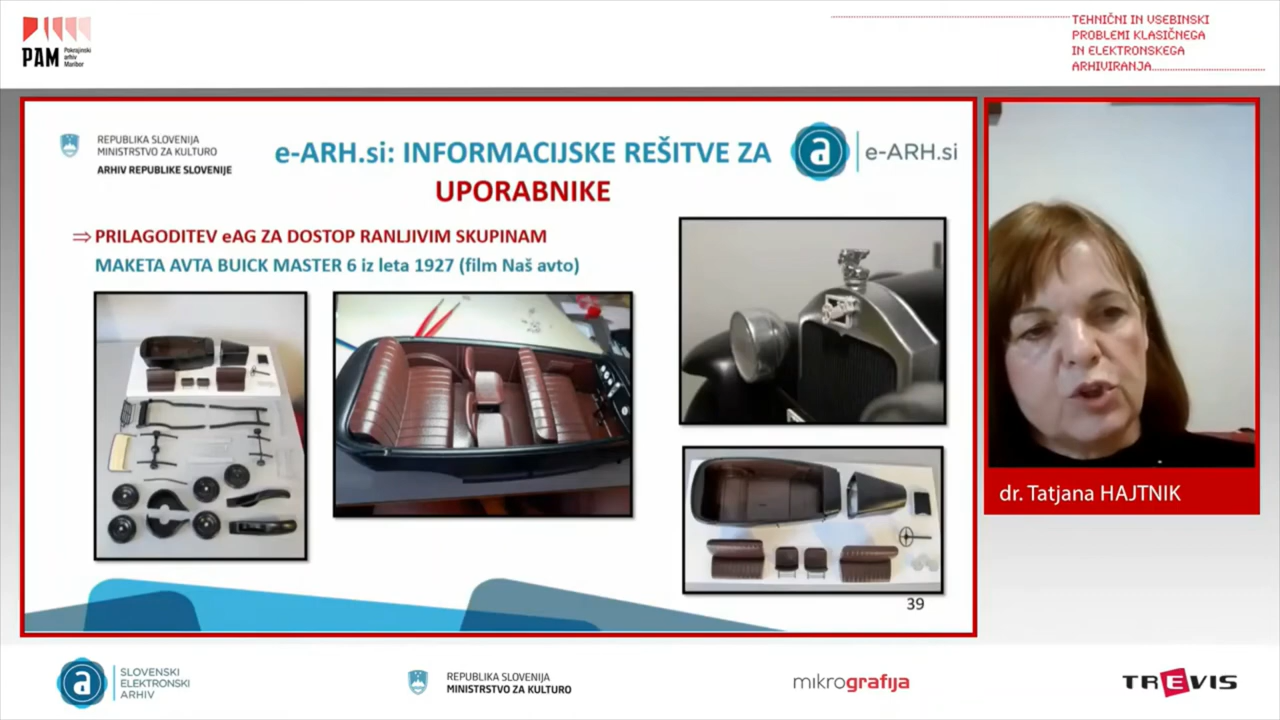 PAM
Pokrajinski
arhiv
Maribor
TEHNIČNI IN VSEBINSKI
PROBLEMI KLASIČNEGA
IN ELEKTRONSKEGA
ARHIVIRANJA
REPUBLIKA SLOVENIJA
MINISTRSTVO ZA KULTURO
ARHIV REPUBLIKE SLOVENIJE
e-ARH.si: INFORMACIJSKE REŠITVE ZA
UPORABNIKE
a e-ARH.si
⇒ PRILAGODITEV eAG ZA DOSTOP RANLJIVIM SKUPINAM
MAKETA AVTA BUICK MASTER 6 iz leta 1927 (film Naš avto)
39
dr. Tatjana HAJTNIK
a
SLOVENSKI
ELEKTRONSKI
ARHIV
REPUBLIKA SLOVENIJA
MINISTRSTVO ZA KULTURO
mikrografija
TREVIS